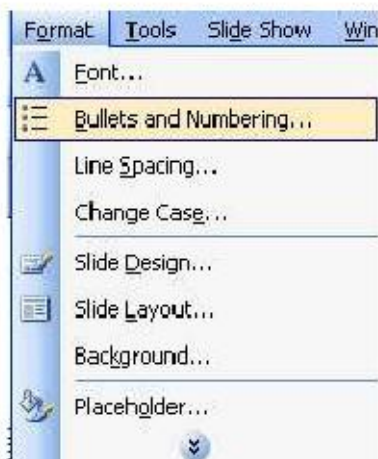 Format Tools Slide Show Win
A Font...
Bullets and Numbering...
Line Spacing...
Change Case...
Slide Design...
Slide Layout...
Background...
Placeholder...